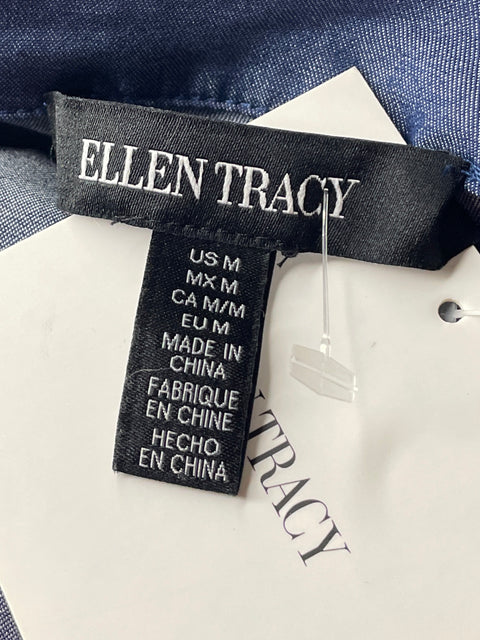 ELLEN TRACY
US M
MX M
CA M/M
EU M
MADE IN
CHINA
FABRIQUE
EN CHINE
HECHO
EN CHINA
TRACY